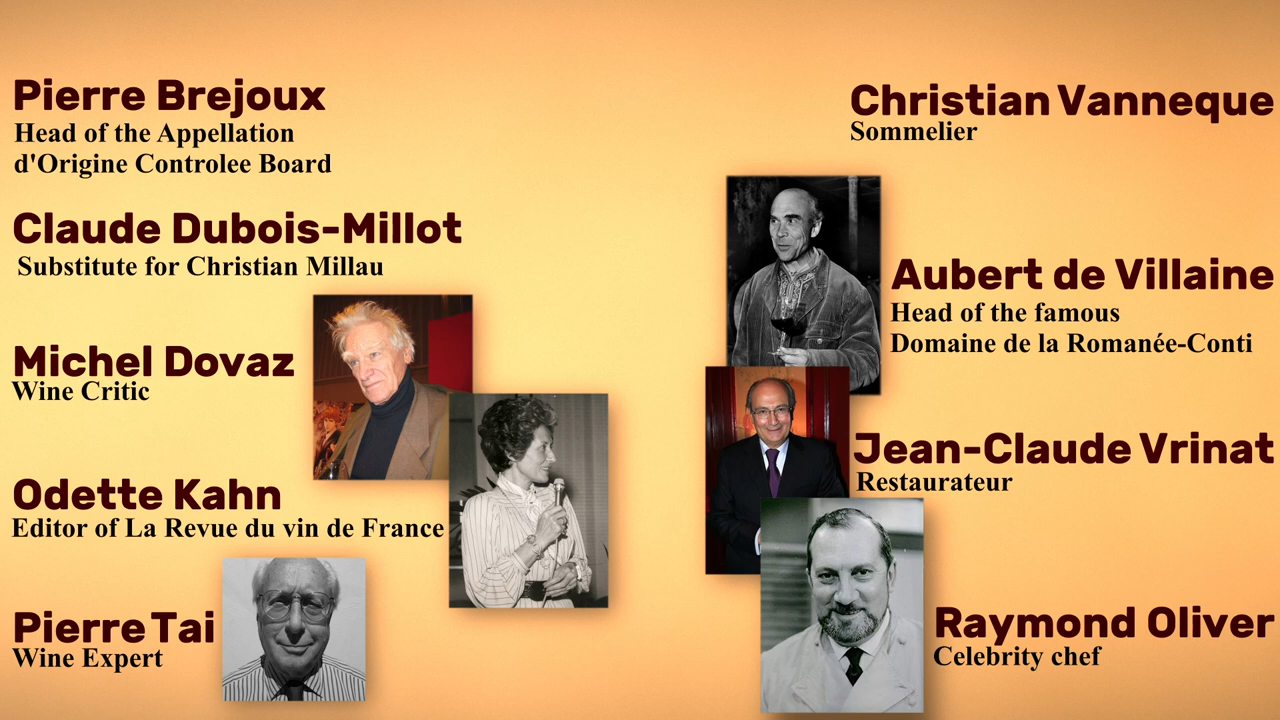 Pierre Brejoux
Head of the Appellation
d'Origine Controlee Board
Claude Dubois-Millot
Substitute for Christian Millau
Michel Dovaz
Wine Critic
Odette Kahn
Editor of La Revue du vin de France
Pierre Tai
Wine Expert
Christian Vanneque
Sommelier
Aubert de Villaine
Head of the famous
Domaine de la Romanée-Conti
Jean-Claude Vrinat
Restaurateur
Raymond Oliver
Celebrity chef